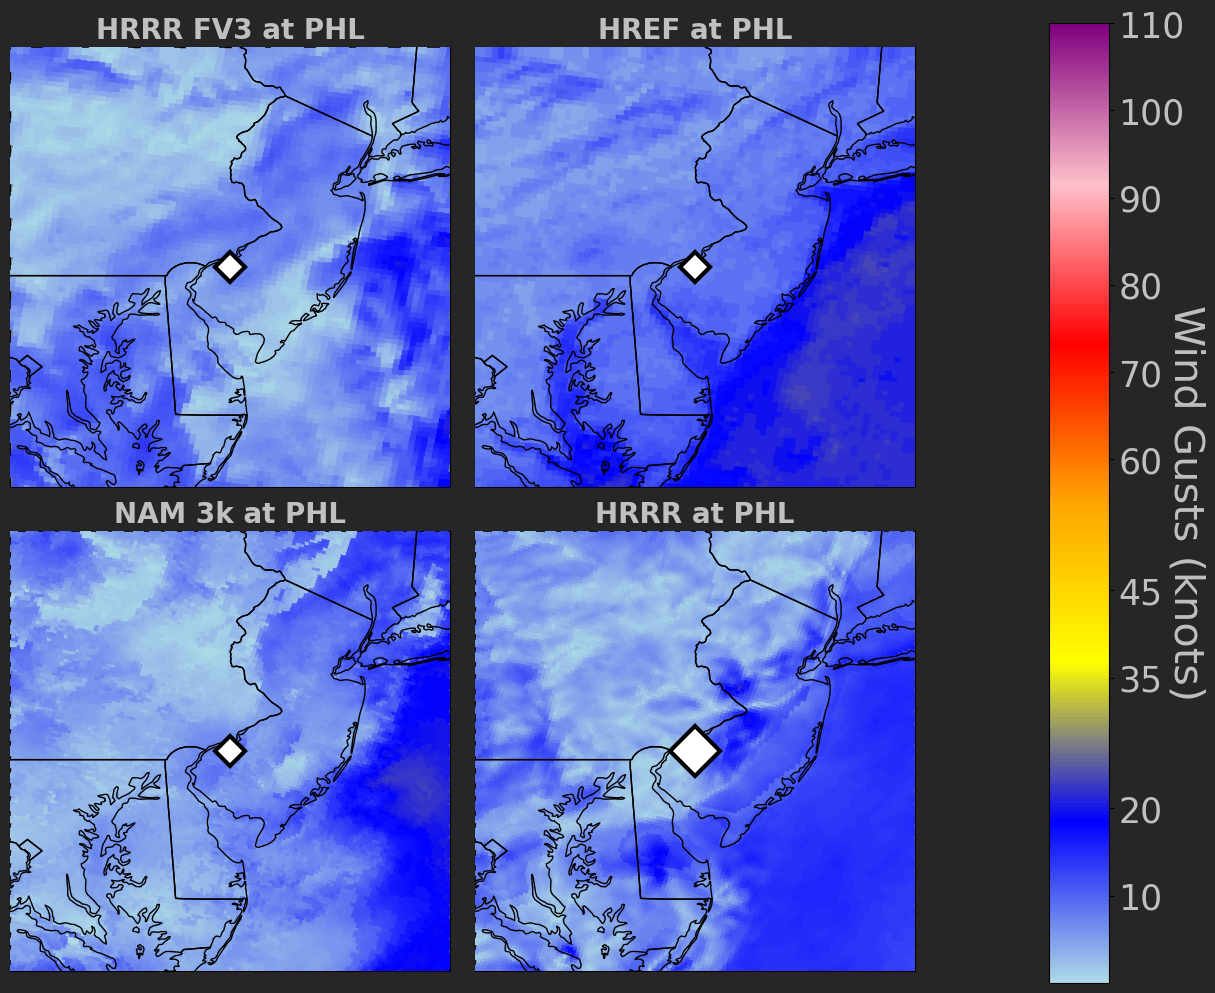 HRRR FV3 at PHL
HREF at PHL
NAM 3k at PHL
HRRR at PHL
110
100
90
80
70
60
45
35
20
10
Wind Gusts (knots)